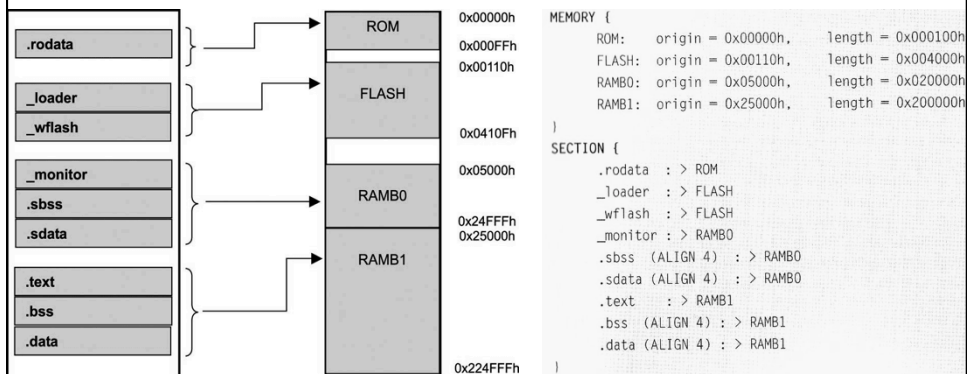 .rodata
_loader
_wflash
_monitor
.sbss
.sdata
.text
.bss
.data
ROM
FLASH
RAMB0
RAMB1
0x00000h
0x000FFh
0x00110h
0x0410Fh
0x05000h
0x24FFFh
0x25000h
0x224FFFh
MEMORY {
ROM: origin = 0x00000h, length = 0x000100h
FLASH: origin = 0x00110h, length = 0x004000h
RAMB0: origin = 0x05000h, length = 0x020000h
RAMB1: origin = 0x25000h, length = 0x200000h
}
SECTION {
.rodata : > ROM
_loader : > FLASH
_wflash : > FLASH
_monitor : > RAMB0
.sbss (ALIGN 4) : > RAMB0
.sdata (ALIGN 4) : > RAMB0
.text : > RAMB1
.bss (ALIGN 4) : > RAMB1
.data (ALIGN 4) : > RAMB1
}